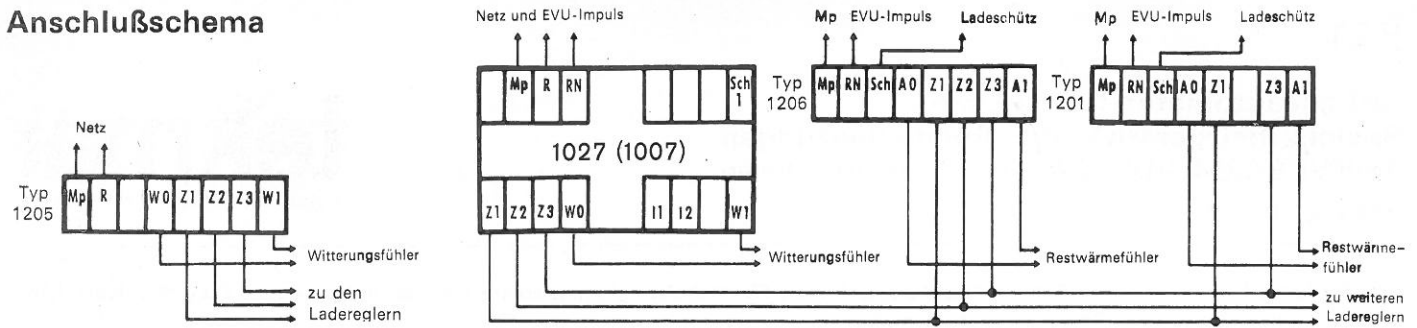 Anschlußschema
Netz und EVU-Impuls
Mp EVU-Impuls Ladeschütz
Mp EVU-Impuls Ladeschütz
Mp R RN Sch 1
Typ 1206
Mp RN Sch A0 Z1 Z2 Z3 A1
Typ 1201
Mp RN Sch A0 Z1 Z3 A1
Netz
1027 (1007)
Typ 1205
Mp R W0 Z1 Z2 Z3 W1
Z1 Z2 Z3 W0 I1 I2 W1
Witterungsfühler
Witterungsfühler
Restwärmefühler
Restwärme-
fühler
zu den
Ladereglern
zu weiteren
Ladereglern